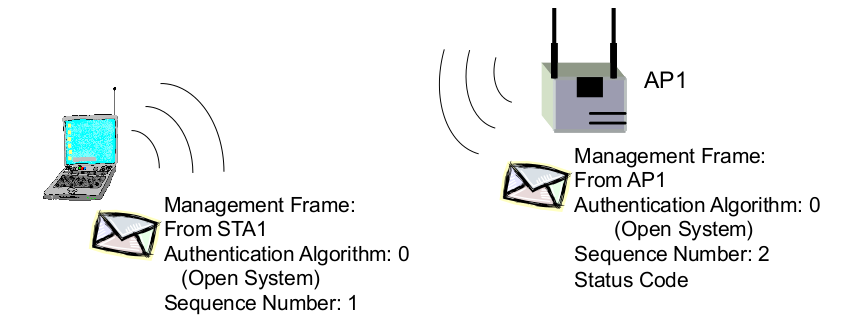 AP1
Management Frame:
From AP1
Authentication Algorithm: 0
(Open System)
Sequence Number: 2
Status Code
Management Frame:
From STA1
Authentication Algorithm: 0
(Open System)
Sequence Number: 1